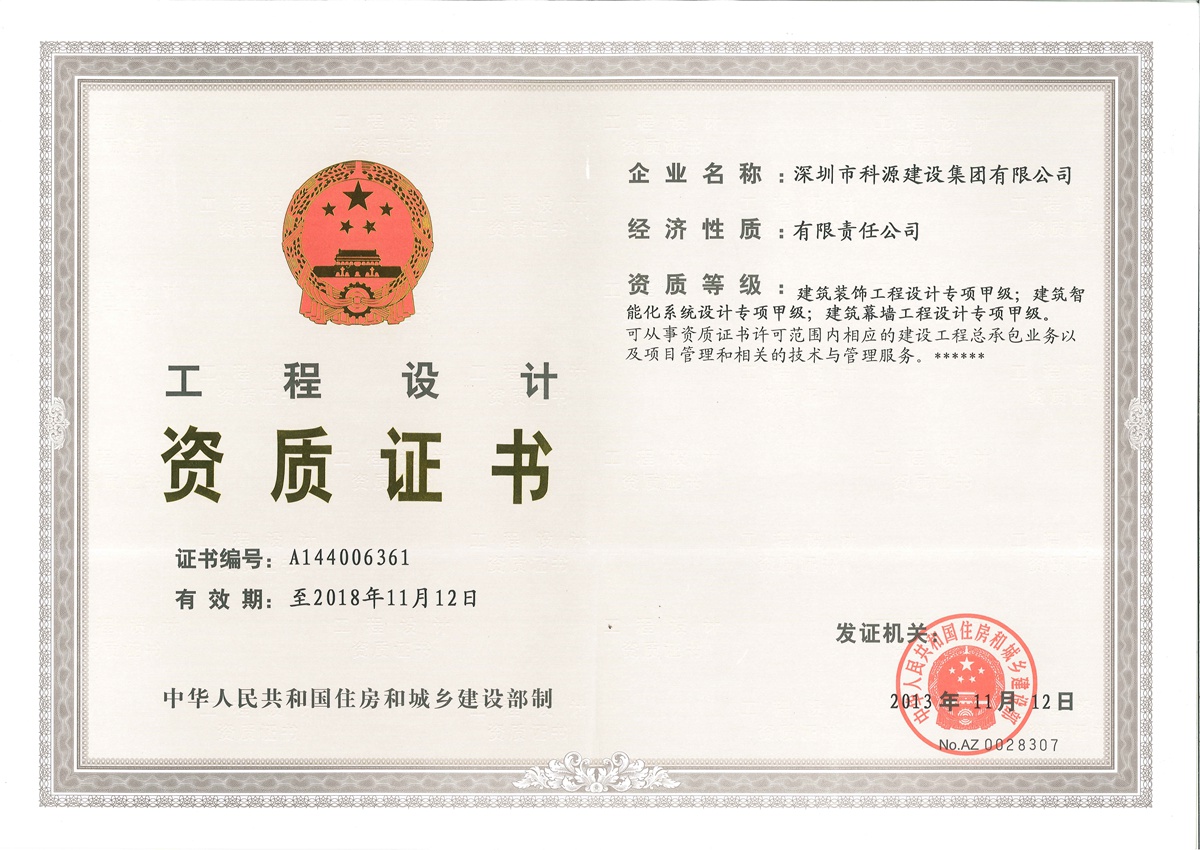 工程设计
资质证书
证书编号：A144006361
有效期：至2018年11月12日
中华人民共和国住房和城乡建设部制
企业名称：深圳市科源建设集团有限公司
经济性质：有限责任公司
资质等级：建筑装饰工程设计专项甲级；建筑智
能化系统设计专项甲级；建筑幕墙工程设计专项甲级。
可从事资质证书许可范围内相应的建设工程总承包业务以
及项目管理和相关的技术与管理服务。******
发证机关：
中华人民共和国住房和城乡建设部
2013年11月12日
No.AZ 0028307